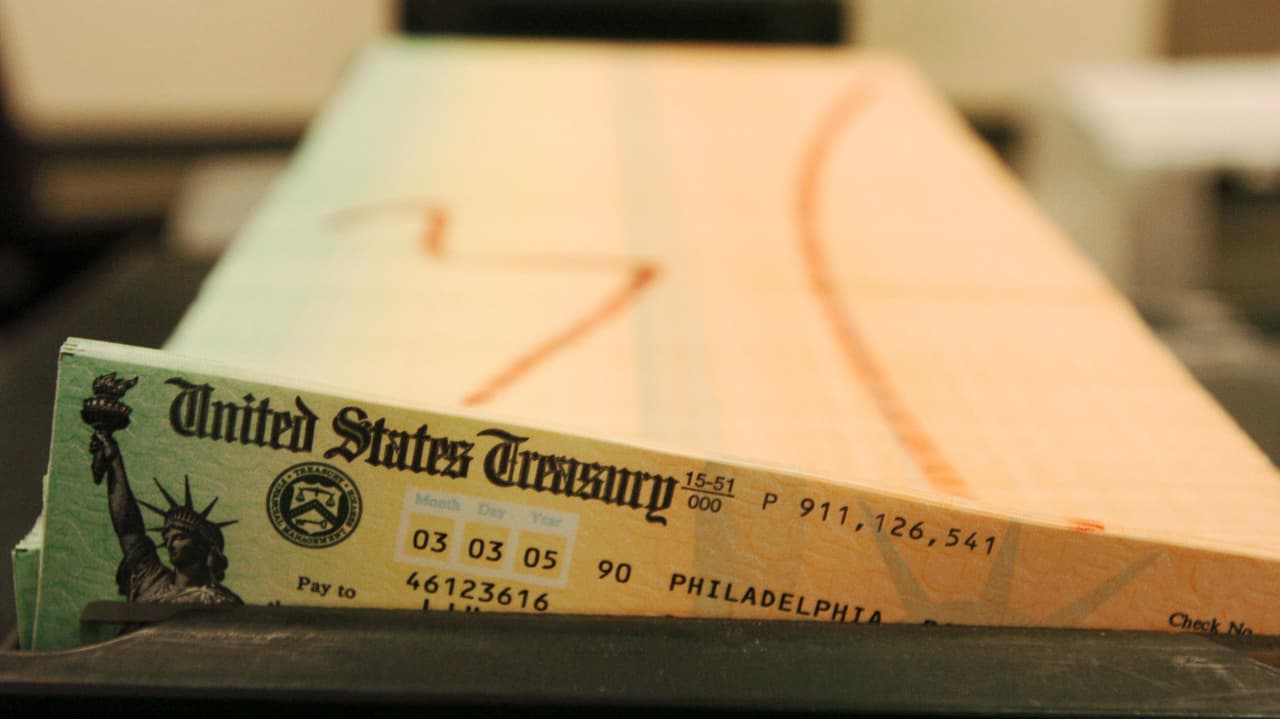 United States Treasury 15-51
000 P 911,126,541
Month Day Year
03 03 05 90 PHILADELPHIA,
Pay to 46123616
Check No.